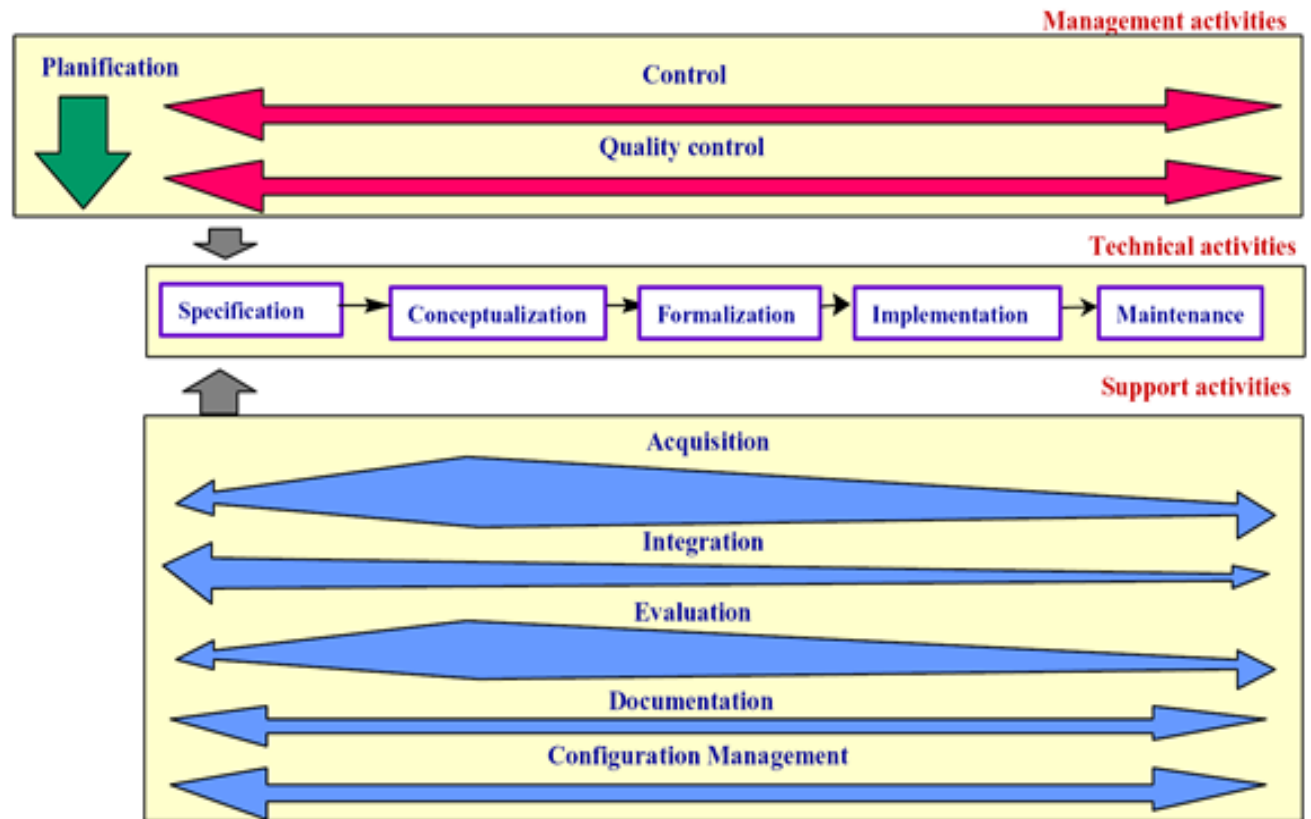 Management activities
Planification
Control
Quality control
Technical activities
Specification
Conceptualization
Formalization
Implementation
Maintenance
Support activities
Acquisition
Integration
Evaluation
Documentation
Configuration Management